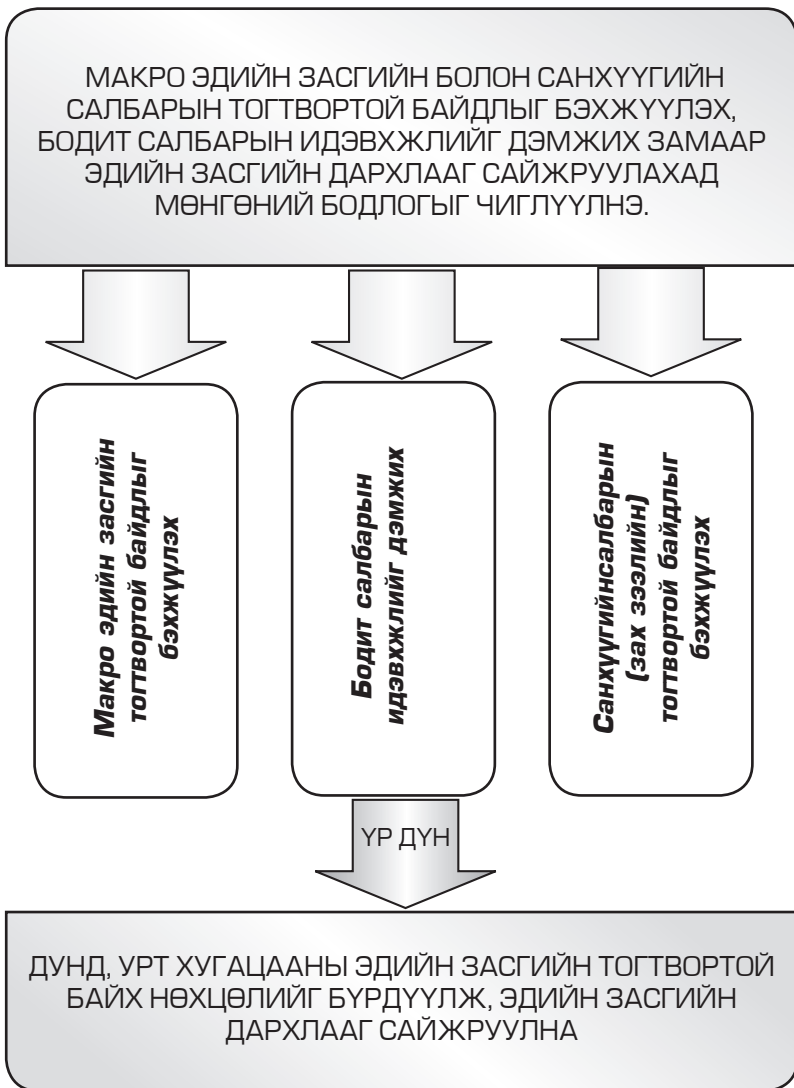 МАКРО ЭДИЙН ЗАСГИЙН БОЛОН САНХҮҮГИЙН
САЛБАРЫН ТОГТВОРТОЙ БАЙДЛЫГ БЭХЖҮҮЛЭХ,
БОДИТ САЛБАРЫН ИДЭВХЖЛИЙГ ДЭМЖИХ ЗАМААР
ЭДИЙН ЗАСГИЙН ДАРХЛААГ САЙЖРУУЛАХАД
МӨНГӨНИЙ БОДЛОГЫГ ЧИГЛҮҮЛНЭ.
Макро эдийн засгийн
тогтвортой байдлыг
бэхжүүлэх
Бодит салбарын
идэвхжлийг дэмжих
Санхүүгийнсалбарын
(зах зээлийн)
тогтвортой байдлыг
бэхжүүлэх
ҮР ДҮН
ДУНД, УРТ ХУГАЦААНЫ ЭДИЙН ЗАСГИЙН ТОГТВОРТОЙ
БАЙХ НӨХЦӨЛИЙГ БҮРДҮҮЛЖ, ЭДИЙН ЗАСГИЙН
ДАРХЛААГ САЙЖРУУЛНА